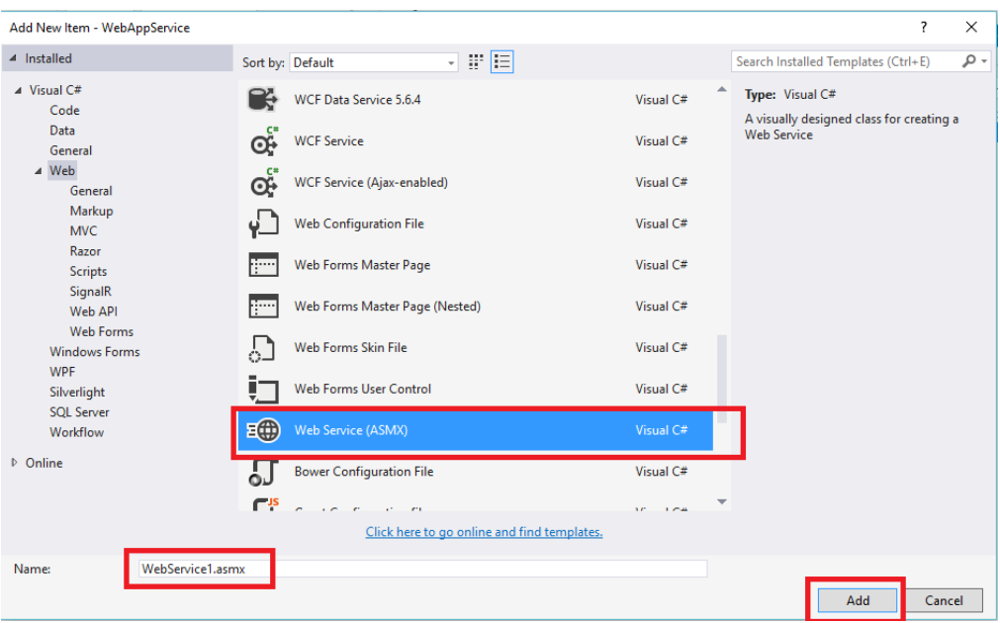 Add New Item - WebAppService
?
Installed
Sort by: Default
Search Installed Templates (Ctrl+E)
Visual C#
Code
Data
General
Web
General
Markup
MVC
Razor
Scripts
SignalR
Web API
Web Forms
Windows Forms
WPF
Silverlight
SQL Server
Workflow
Online
WCF Data Service 5.6.4 Visual C#
C# WCF Service Visual C#
C# WCF Service (Ajax-enabled) Visual C#
Web Configuration File Visual C#
Web Forms Master Page Visual C#
Web Forms Master Page (Nested) Visual C#
Web Forms Skin File Visual C#
Web Forms User Control Visual C#
Web Service (ASMX) Visual C#
Bower Configuration File Visual C#
JS
Type: Visual C#
A visually designed class for creating a
Web Service
Click here to go online and find templates.
Name: WebService1.asmx
Add Cancel